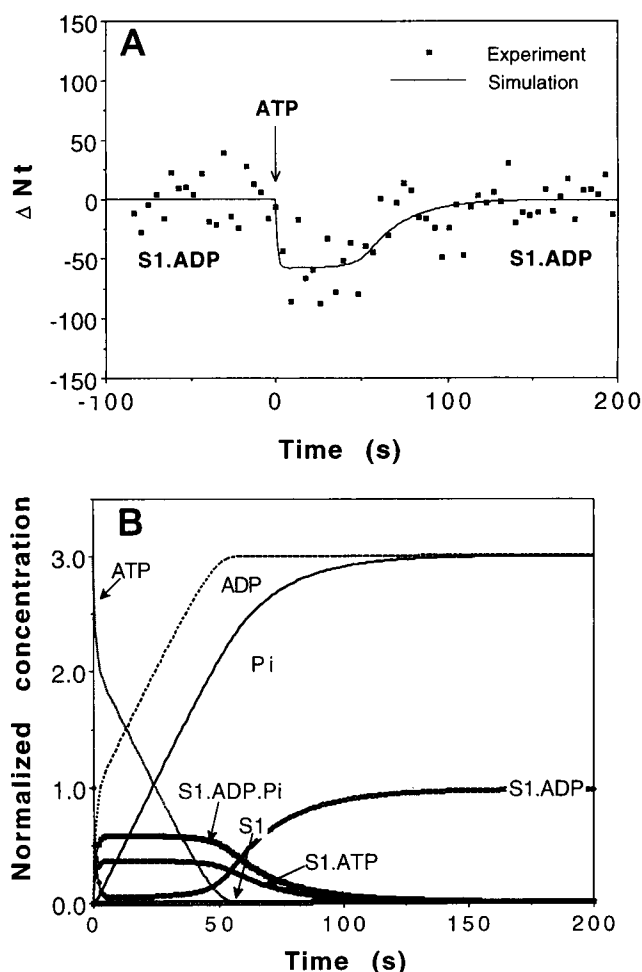 A
150
100
50
0
-50
-100
-150
Δ Nt
Experiment
Simulation
ATP
S1.ADP
S1.ADP
-100
0
100
200
Time (s)
B
3.0
2.0
1.0
0.0
Normalized concentration
ATP
ADP
Pi
S1.ADP.Pi
S1
S1.ADP
S1.ATP
0
50
100
150
200
Time (s)